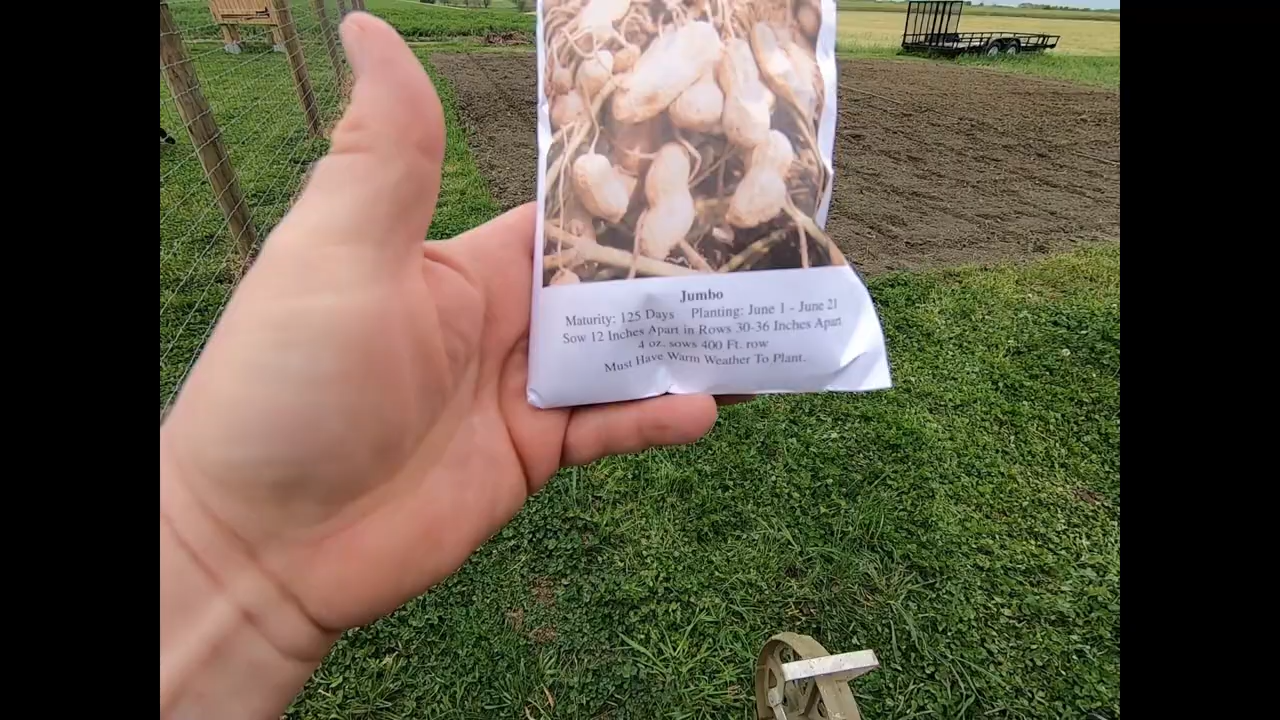 Jumbo
Maturity: 125 Days Planting: June 1 - June 21
Sow 12 Inches Apart in Rows 30-36 Inches Apart
4 oz. sows 400 Ft. row
Must Have Warm Weather To Plant.